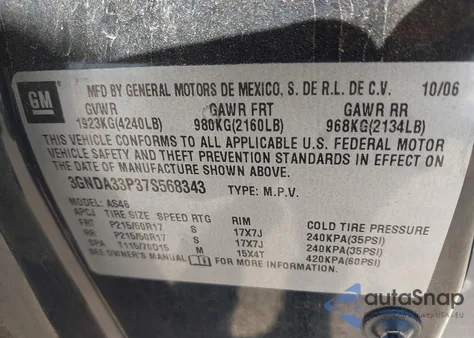 GM
MFD BY GENERAL MOTORS DE MEXICO, S. DE R.L. DE C.V. 10/06
GVWR GAWR FRT GAWR RR
1923KG(4240LB) 980KG(2160LB) 968KG(2134LB)
THIS VEHICLE CONFORMS TO ALL APPLICABLE U.S. FEDERAL MOTOR
VEHICLE SAFETY AND THEFT PREVENTION STANDARDS IN EFFECT ON
THE DATE OF MANUFACTURE SHOWN ABOVE.
3GNDA33P37S568343 TYPE: M.P.V.
MODEL: AS46
APCJ TIRE SIZE SPEED RTG RIM COLD TIRE PRESSURE
FRT P215/50R17 S 17X7J 240KPA(35PSI)
RR P215/50R17 S 17X7J 240KPA(35PSI)
SPA T115/70D15 M 15X4T 420KPA(60PSI)
SEE OWNER'S MANUAL FOR MORE INFORMATION
autoSnap
USA - EU